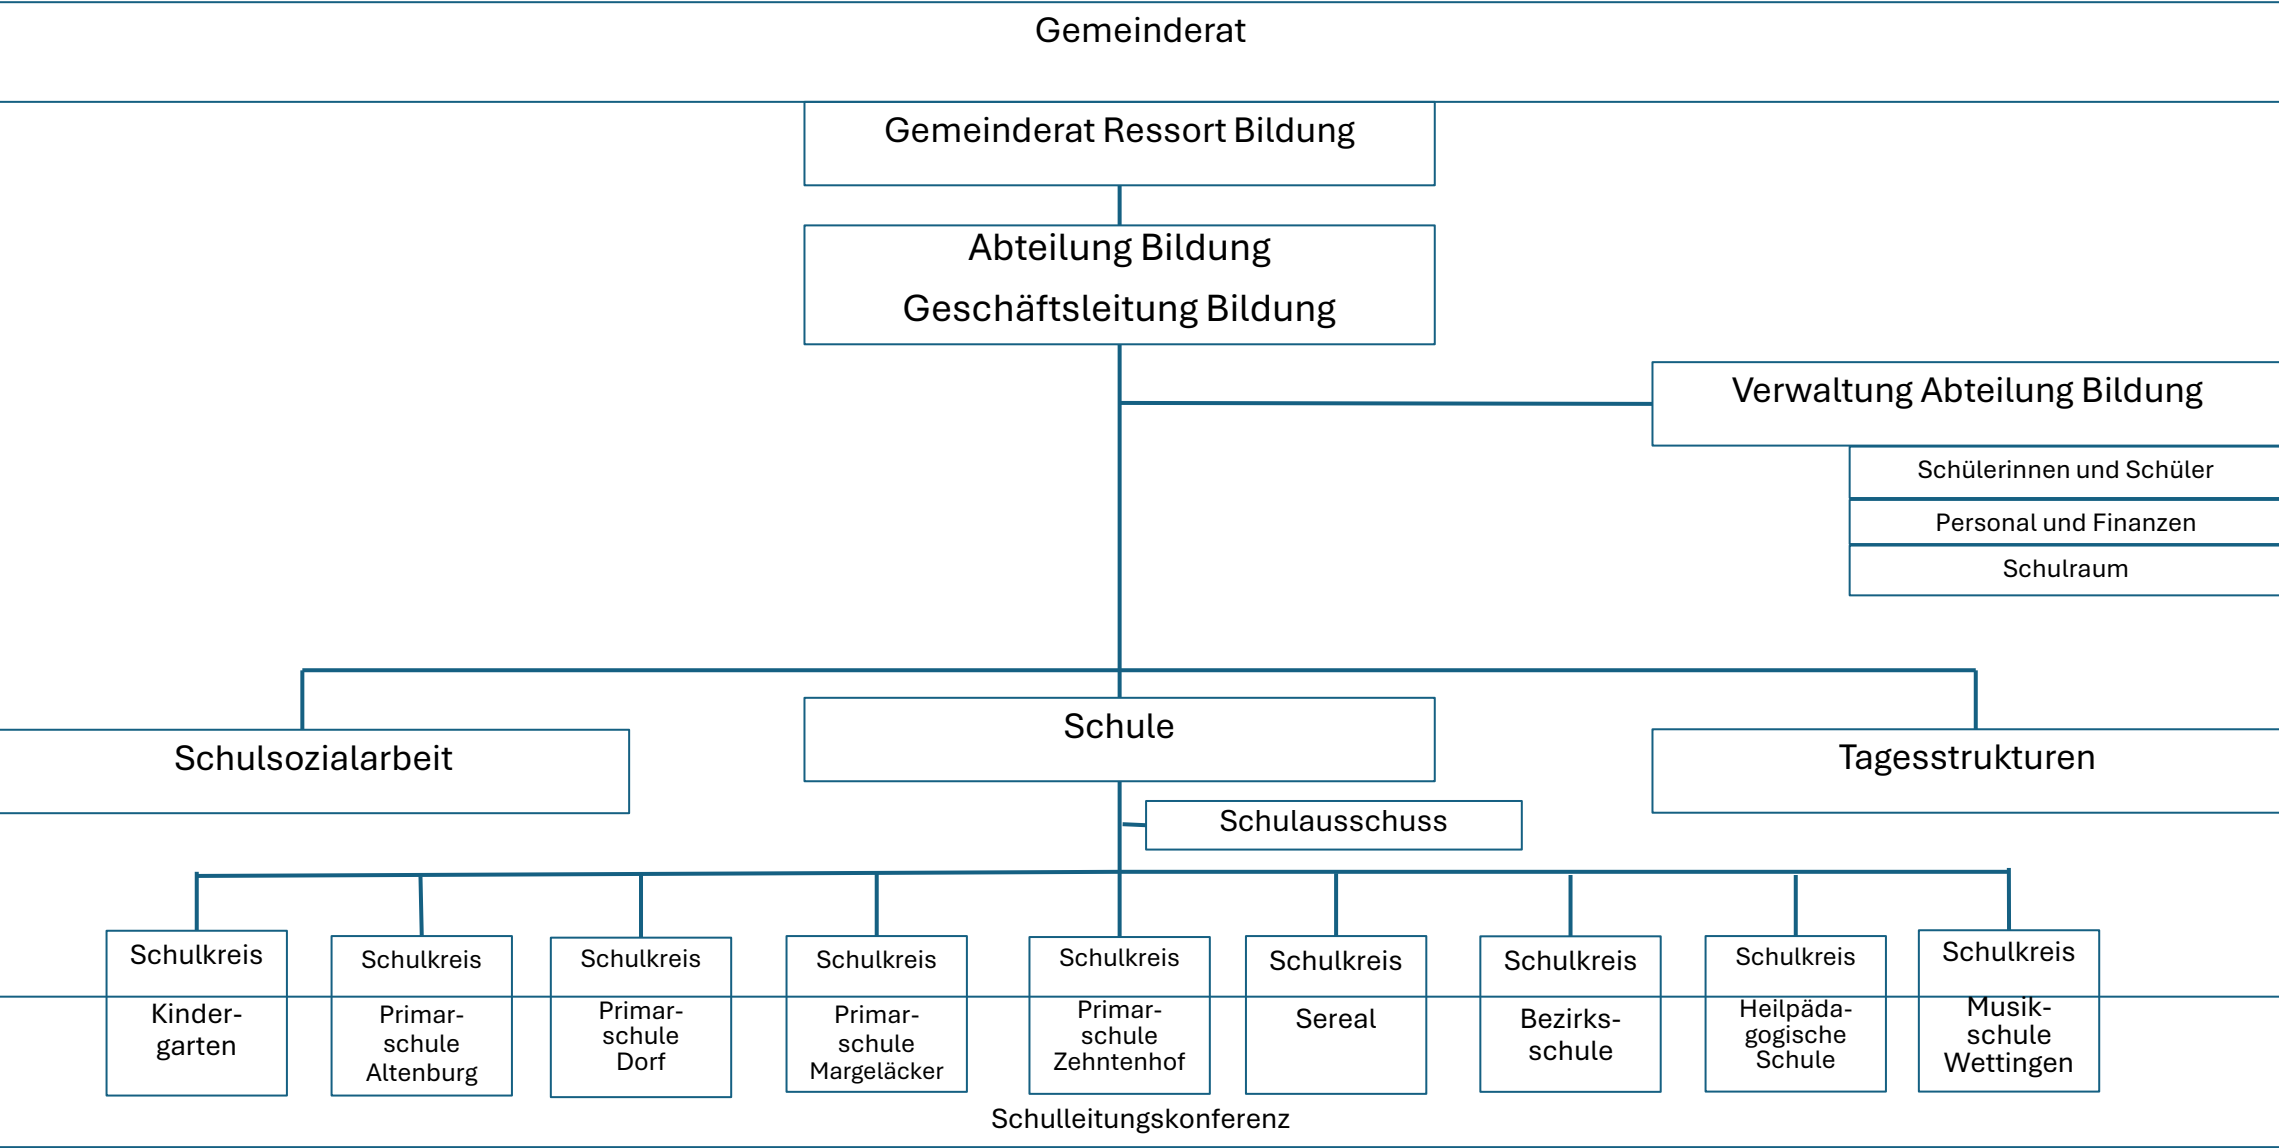 Gemeinderat
Gemeinderat Ressort Bildung
Abteilung Bildung
Geschäftsleitung Bildung
Verwaltung Abteilung Bildung
Schülerinnen und Schüler
Personal und Finanzen
Schulraum
Schulsozialarbeit
Schule
Tagesstrukturen
Schulausschuss
Schulkreis
Kinder-
garten
Schulkreis
Primar-
schule
Altenburg
Schulkreis
Primar-
schule
Dorf
Schulkreis
Primar-
schule
Margeläcker
Schulkreis
Primar-
schule
Zehntenhof
Schulkreis
Sereal
Schulkreis
Bezirks-
schule
Schulkreis
Heilpäda-
gogische
Schule
Schulkreis
Musik-
schule
Wettingen
Schulleitungskonferenz